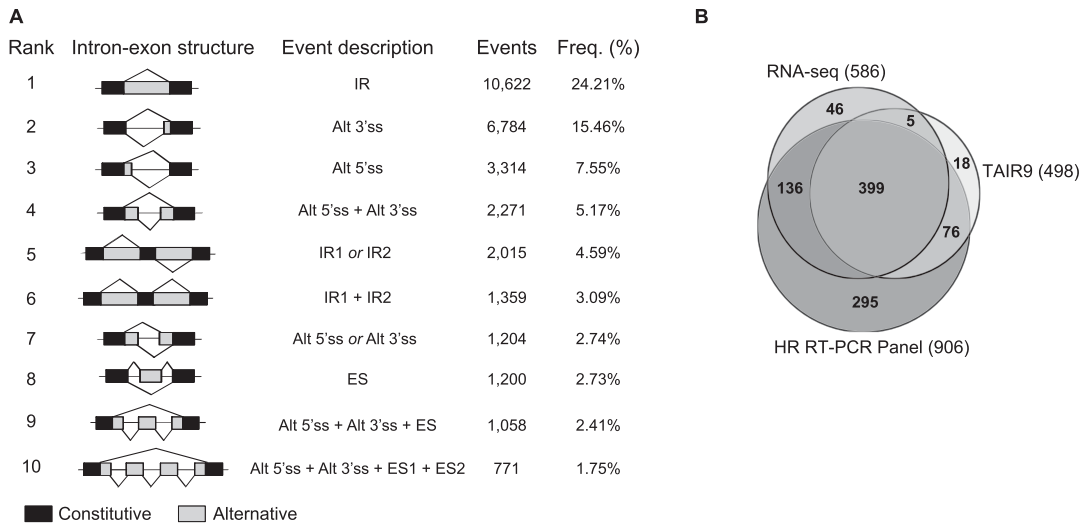 A
Rank Intron-exon structure Event description Events Freq. (%)
1 IR 10,622 24.21%
2 Alt 3'ss 6,784 15.46%
3 Alt 5'ss 3,314 7.55%
4 Alt 5'ss + Alt 3'ss 2,271 5.17%
5 IR1 or IR2 2,015 4.59%
6 IR1 + IR2 1,359 3.09%
7 Alt 5'ss or Alt 3'ss 1,204 2.74%
8 ES 1,200 2.73%
9 Alt 5'ss + Alt 3'ss + ES 1,058 2.41%
10 Alt 5'ss + Alt 3'ss + ES1 + ES2 771 1.75%
Constitutive Alternative
B
RNA-seq (586)
46
5
18
TAIR9 (498)
136
399
76
295
HR RT-PCR Panel (906)